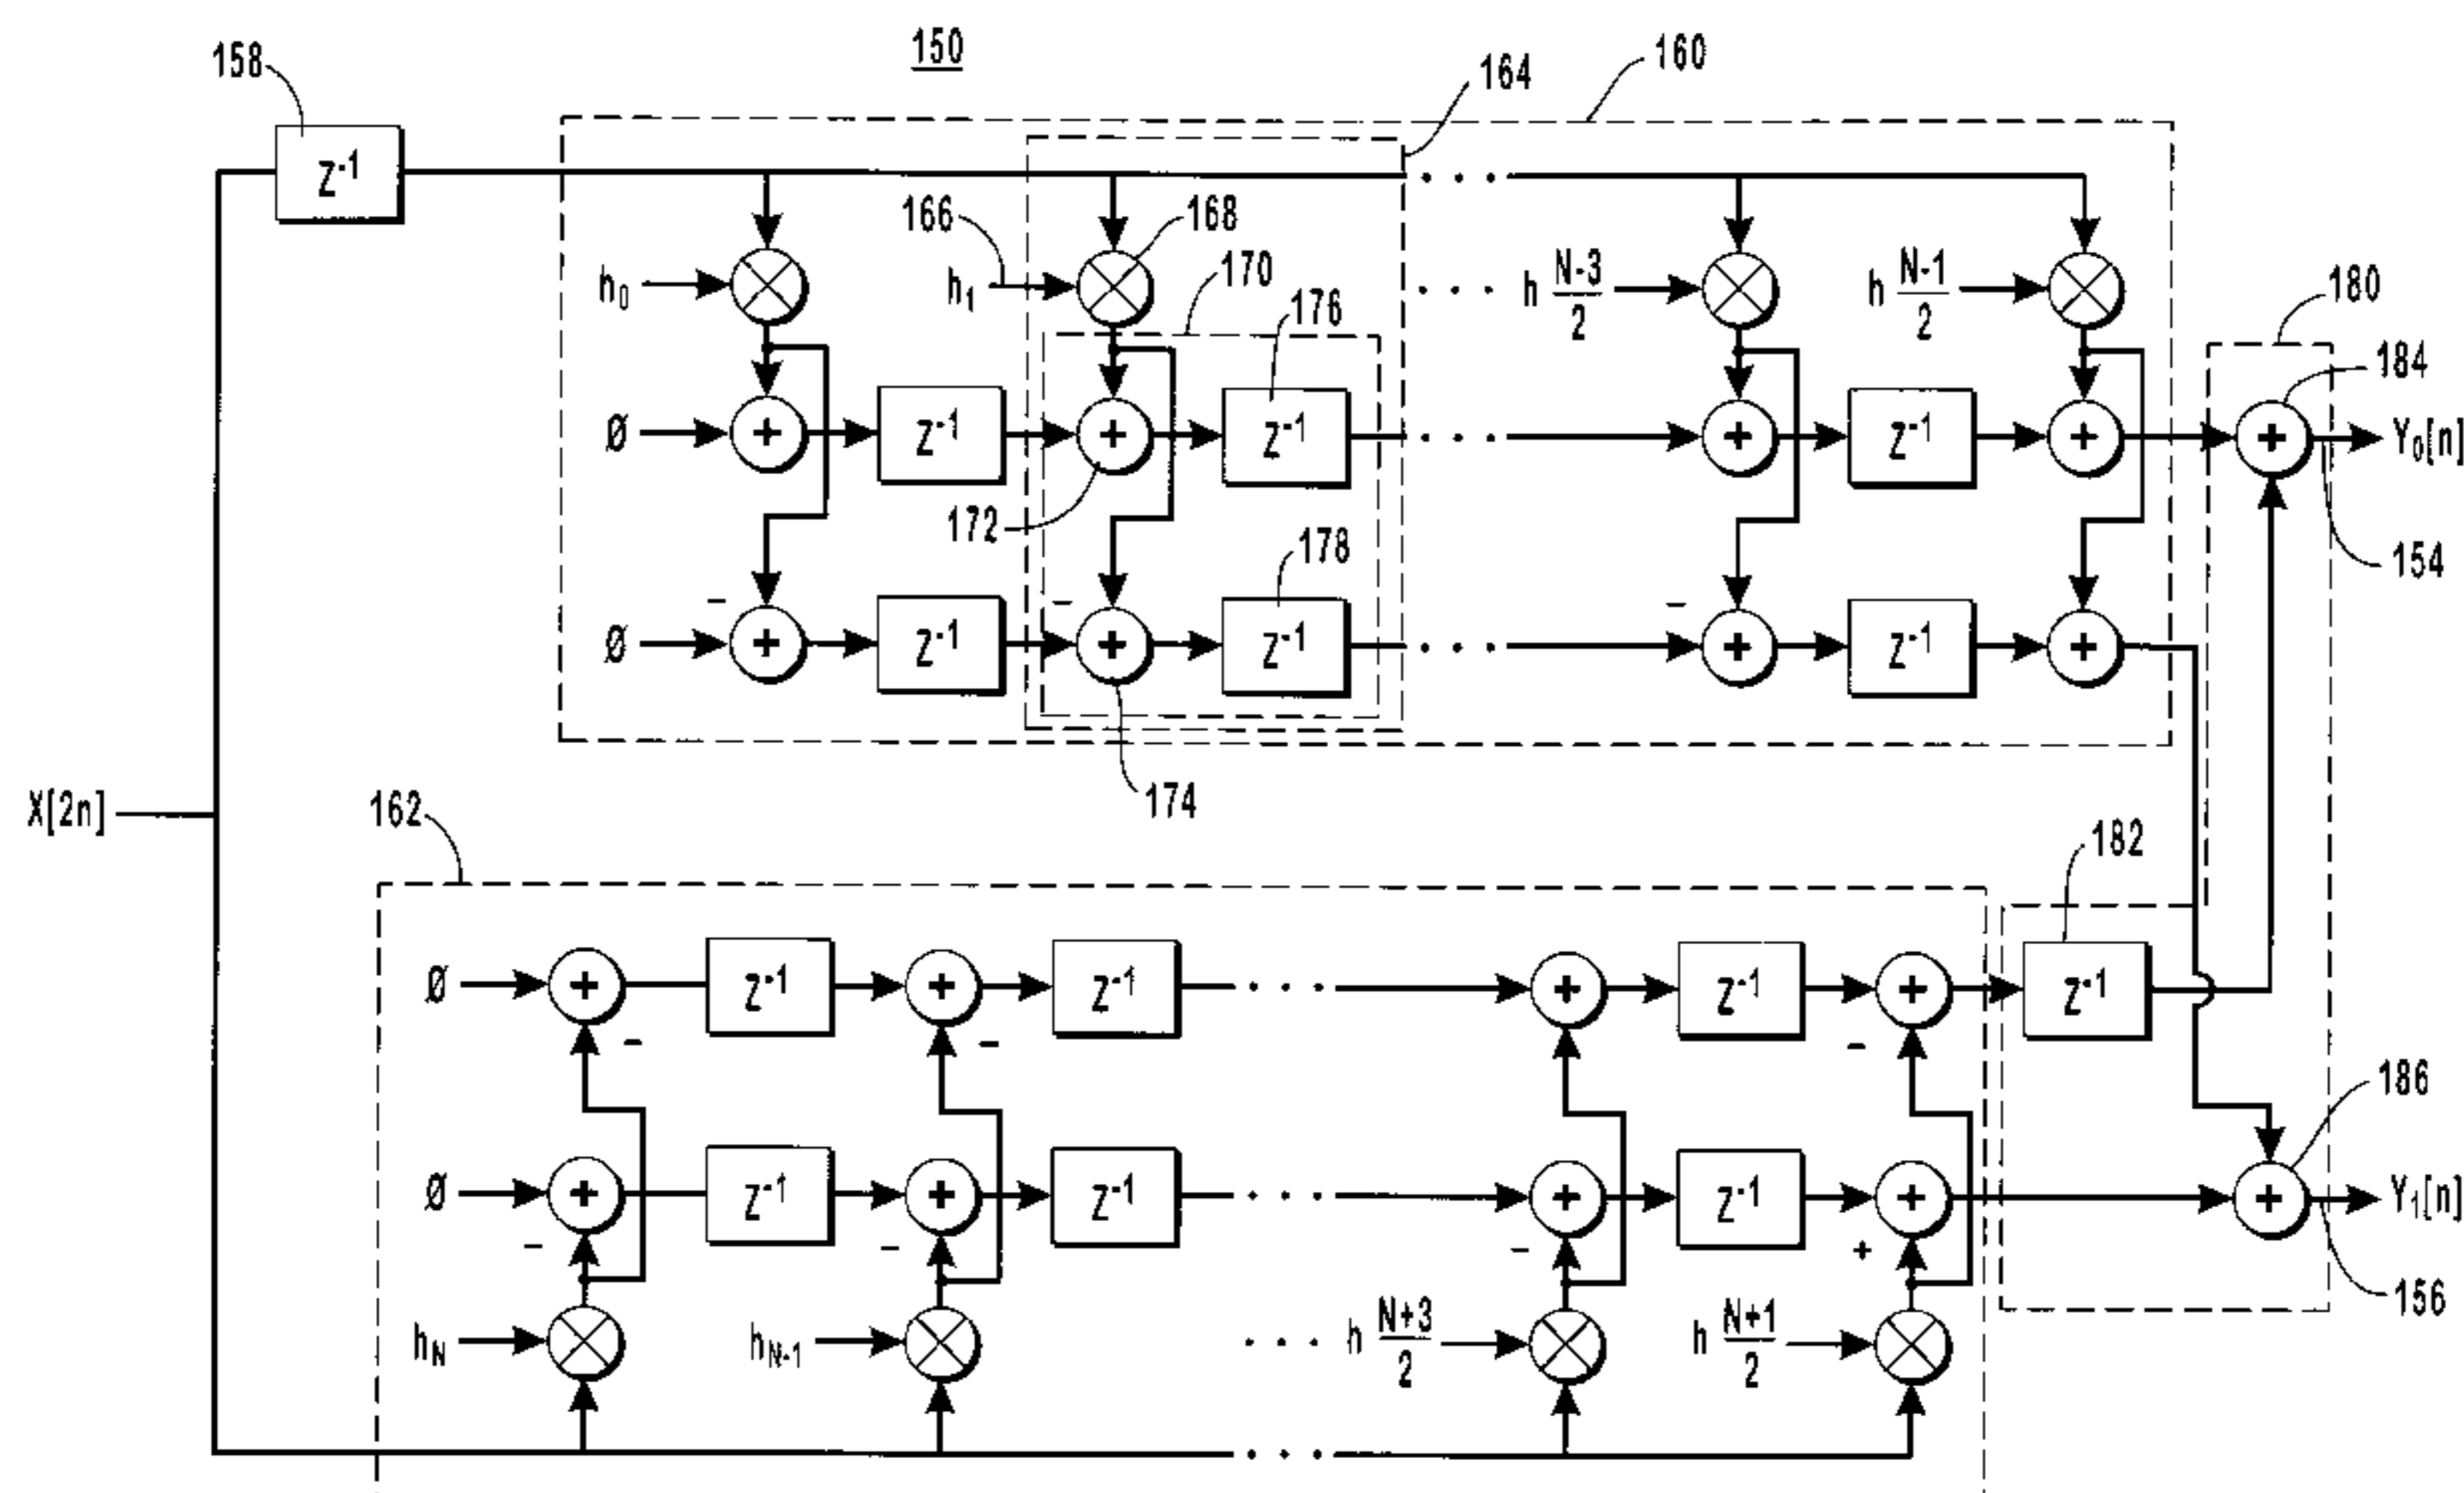 150
158
164
160
Z⁻¹
166
168
h₀
h₁
170
176
· · · h N-3/2
h N-1/2
180
184
Ø + Z⁻¹ + Z⁻¹ · · · + Z⁻¹ + + Y₀[n]
172
178
154
- - -
Ø + Z⁻¹ + Z⁻¹ · · · + Z⁻¹ +
174
X[2n]
162
182
Ø + Z⁻¹ + Z⁻¹ · · · + Z⁻¹ + Z⁻¹
- - -
186
Ø + Z⁻¹ + Z⁻¹ · · · + Z⁻¹ + + Y₁[n]
- - - +
156
h_N
h_N-1
· · · h N+3/2
h N+1/2
· · ·